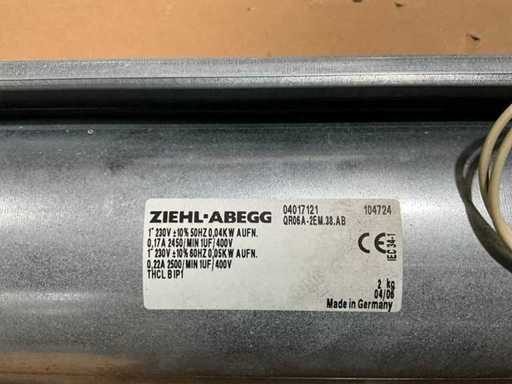 ZIEHL-ABEGG
04017121 104724
QR06A-2EM.38.AB
1~ 230V ±10% 50HZ 0,04KW AUFN.
0,17A 2450/MIN 1UF/400V
1~ 230V ±10% 60HZ 0,05KW AUFN.
0,22A 2500/MIN 1UF/400V
THCL B IP1
CE
IEC 34-1
2 kg
04/06
Made in Germany